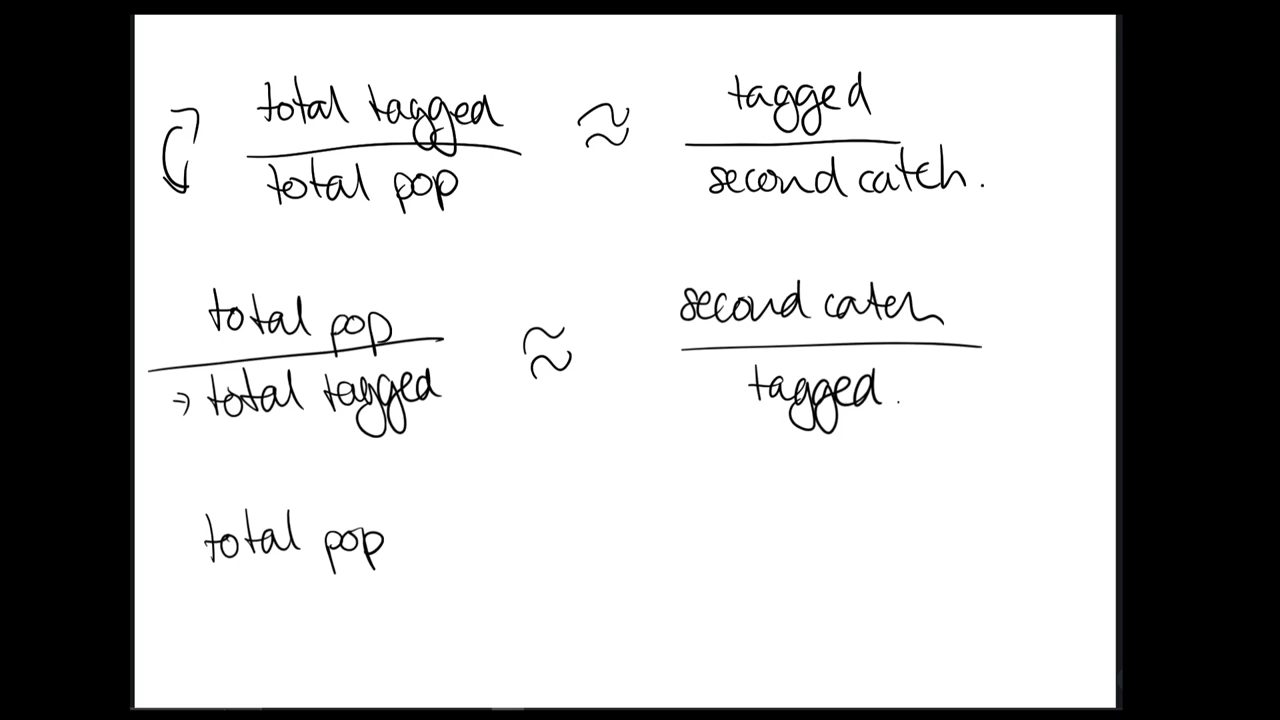 total tagged ≈ tagged
total pop second catch.
total pop ≈ second catch
→ total tagged tagged.
total pop